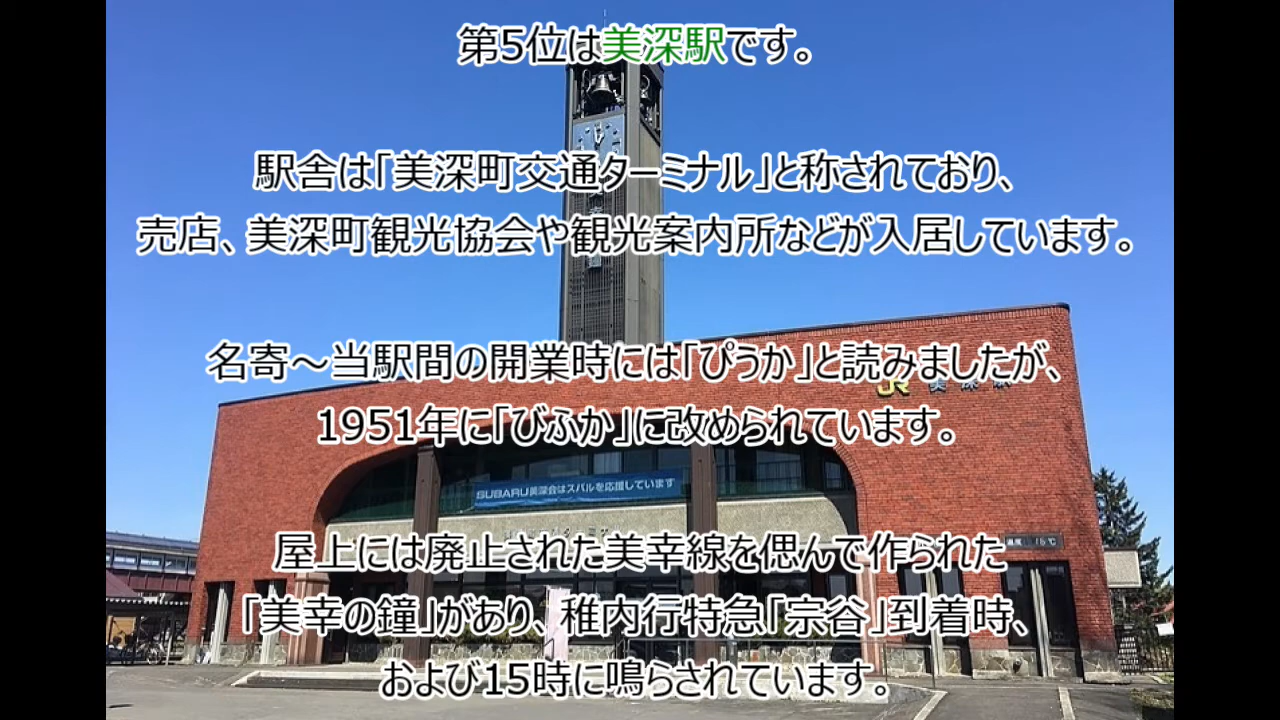 第5位は美深駅です。
駅舎は「美深町交通ターミナル」と称されており、
売店、美深町観光協会や観光案内所などが入居しています。
名寄～当駅間の開業時には「ぴうか」と読みましたが、
JR 美深駅
1951年に「びふか」に改められています。
SUBARU美深会はスバルを応援しています
屋上には廃止された美幸線を偲んで作られた
「美幸の鐘」があり、稚内行特急「宗谷」到着時、
および15時に鳴らされています。